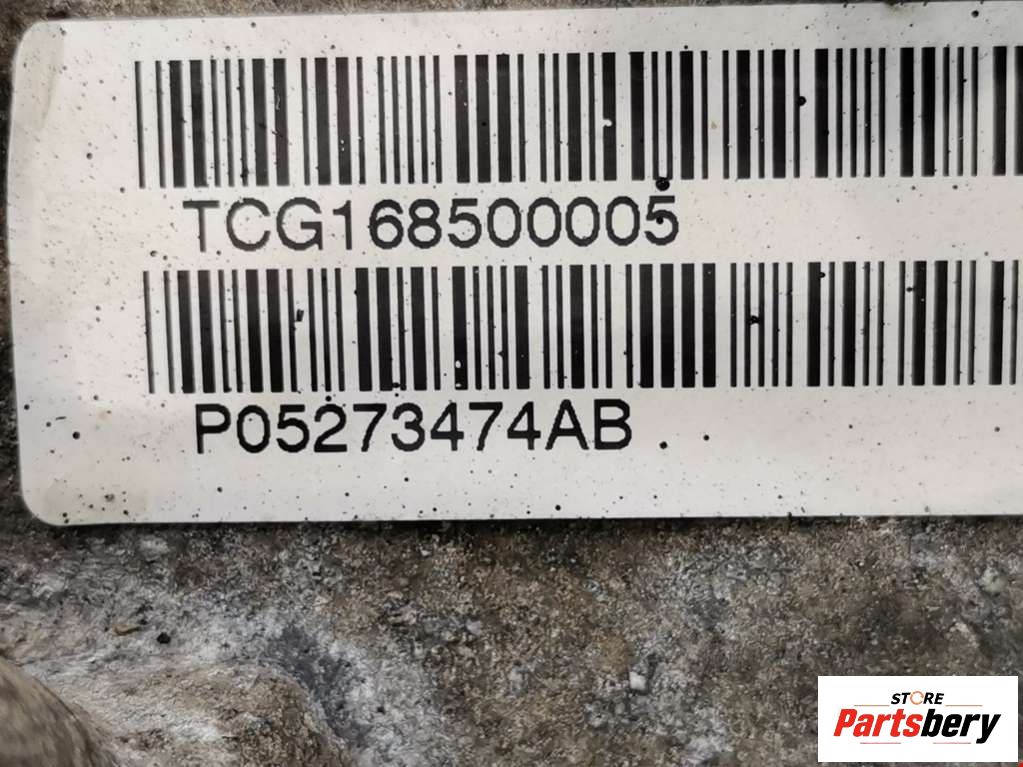 TCG168500005
P05273474AB
STORE
Partsbery